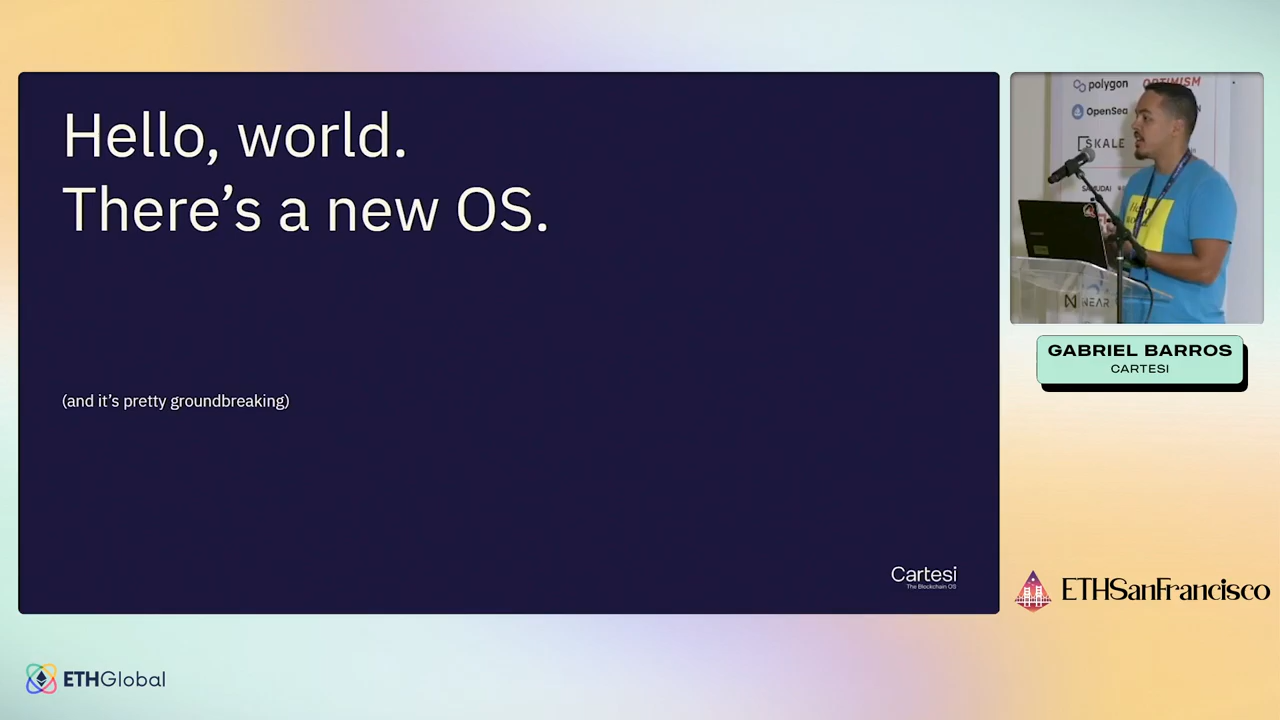 Hello, world.
There's a new OS.
(and it's pretty groundbreaking)
Cartesi
The Blockchain OS
polygon
OPTIMISM
OpenSea
SKALE
NEAR
GABRIEL BARROS
CARTESI
ETHSanFrancisco
ETHGlobal